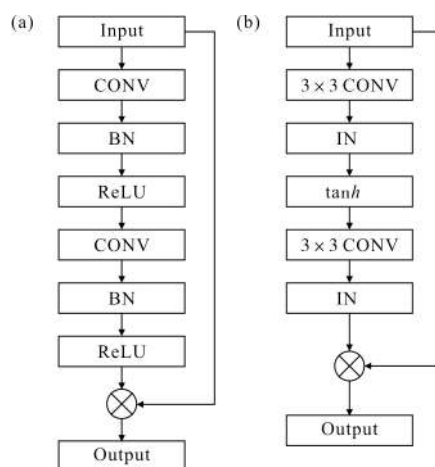 (a)
Input
CONV
BN
ReLU
CONV
BN
ReLU
Output
(b)
Input
3 × 3 CONV
IN
tanh
3 × 3 CONV
IN
Output